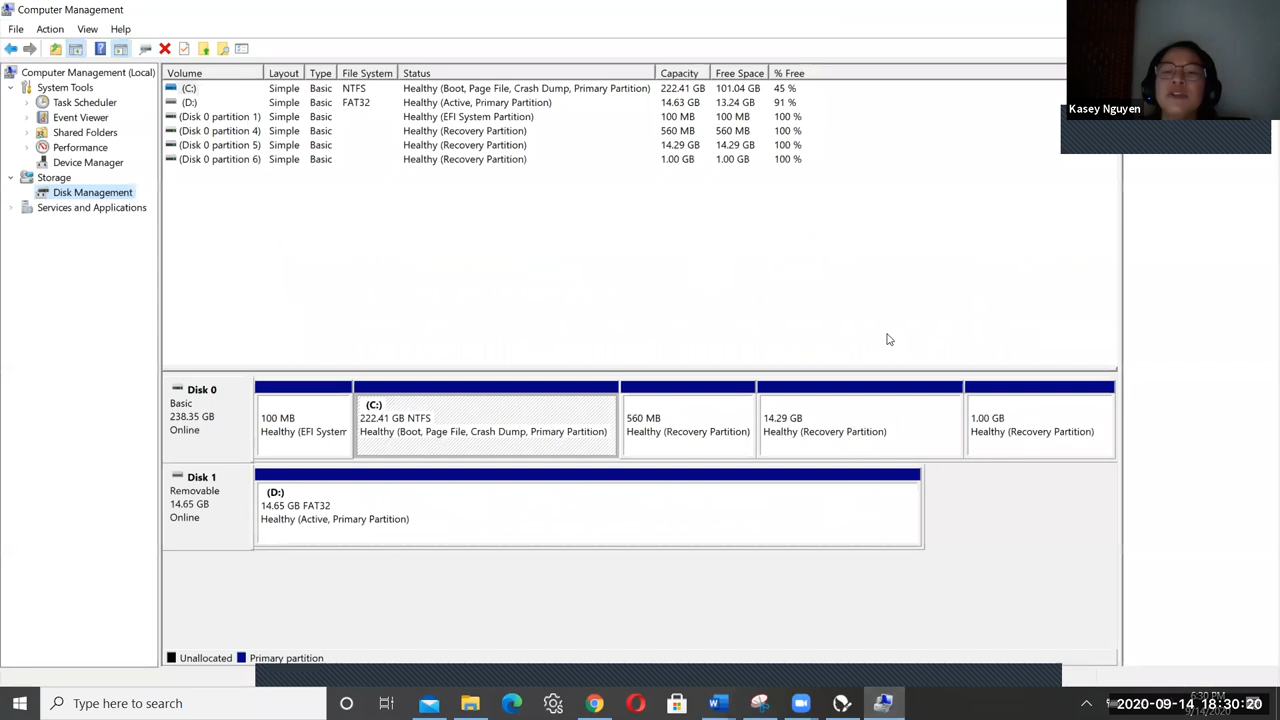 Computer Management
File Action View Help
Computer Management (Local)
System Tools
Task Scheduler
Event Viewer
Shared Folders
Performance
Device Manager
Storage
Disk Management
Services and Applications
Volume Layout Type File System Status Capacity Free Space % Free
(C:) Simple Basic NTFS Healthy (Boot, Page File, Crash Dump, Primary Partition) 222.41 GB 101.04 GB 45 %
(D:) Simple Basic FAT32 Healthy (Active, Primary Partition) 14.63 GB 13.24 GB 91 %
(Disk 0 partition 1) Simple Basic Healthy (EFI System Partition) 100 MB 100 MB 100 %
(Disk 0 partition 4) Simple Basic Healthy (Recovery Partition) 560 MB 560 MB 100 %
(Disk 0 partition 5) Simple Basic Healthy (Recovery Partition) 14.29 GB 14.29 GB 100 %
(Disk 0 partition 6) Simple Basic Healthy (Recovery Partition) 1.00 GB 1.00 GB 100 %
Kasey Nguyen
Disk 0
Basic
238.35 GB
Online
100 MB
Healthy (EFI System
(C:)
222.41 GB NTFS
Healthy (Boot, Page File, Crash Dump, Primary Partition)
560 MB
Healthy (Recovery Partition)
14.29 GB
Healthy (Recovery Partition)
1.00 GB
Healthy (Recovery Partition)
Disk 1
Removable
14.65 GB
Online
(D:)
14.65 GB FAT32
Healthy (Active, Primary Partition)
Unallocated Primary partition
Type here to search
6:30 PM
2020-09-14 18:30:20
9/14/2020